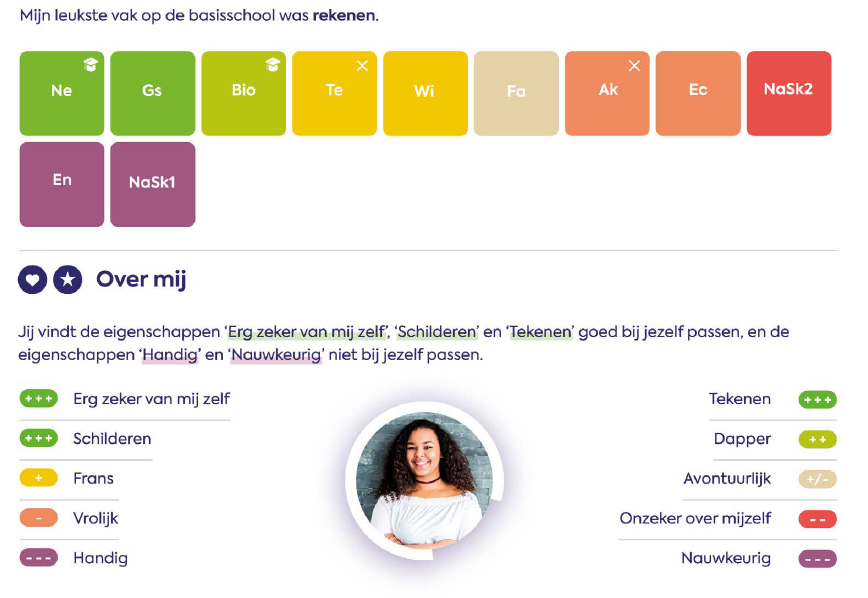 Mijn leukste vak op de basisschool was rekenen.
Ne Gs Bio Te Wi Fa Ak Ec NaSk2
En NaSk1
Over mij
Jij vindt de eigenschappen ‘Erg zeker van mij zelf’, ‘Schilderen’ en ‘Tekenen’ goed bij jezelf passen, en de
eigenschappen ‘Handig’ en ‘Nauwkeurig’ niet bij jezelf passen.
+++ Erg zeker van mij zelf
+++ Schilderen
+ Frans
- Vrolijk
--- Handig
Tekenen +++
Dapper ++
Avontuurlijk +/-
Onzeker over mijzelf --
Nauwkeurig ---